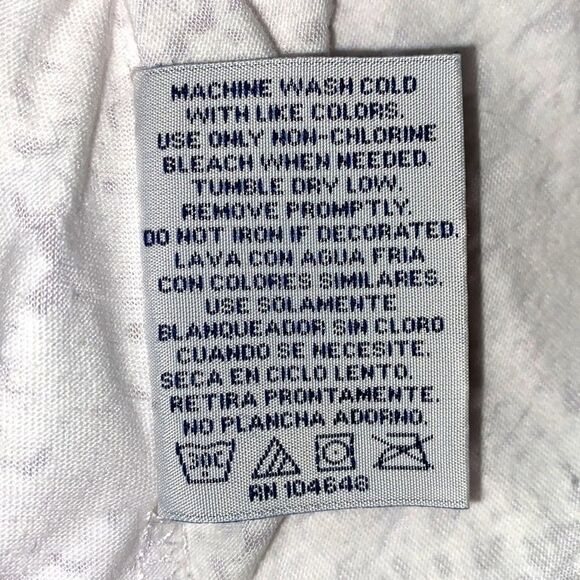 MACHINE WASH COLD
WITH LIKE COLORS.
USE ONLY NON-CHLORINE
BLEACH WHEN NEEDED.
TUMBLE DRY LOW.
REMOVE PROMPTLY.
DO NOT IRON IF DECORATED.
LAVA CON AGUA FRIA
CON COLORES SIMILARES.
USE SOLAMENTE
BLANQUEADOR SIN CLORO
CUANDO SE NECESITE.
SECA EN CICLO LENTO.
RETIRA PRONTAMENTE.
NO PLANCHA ADORNO.
30C
RN 104648